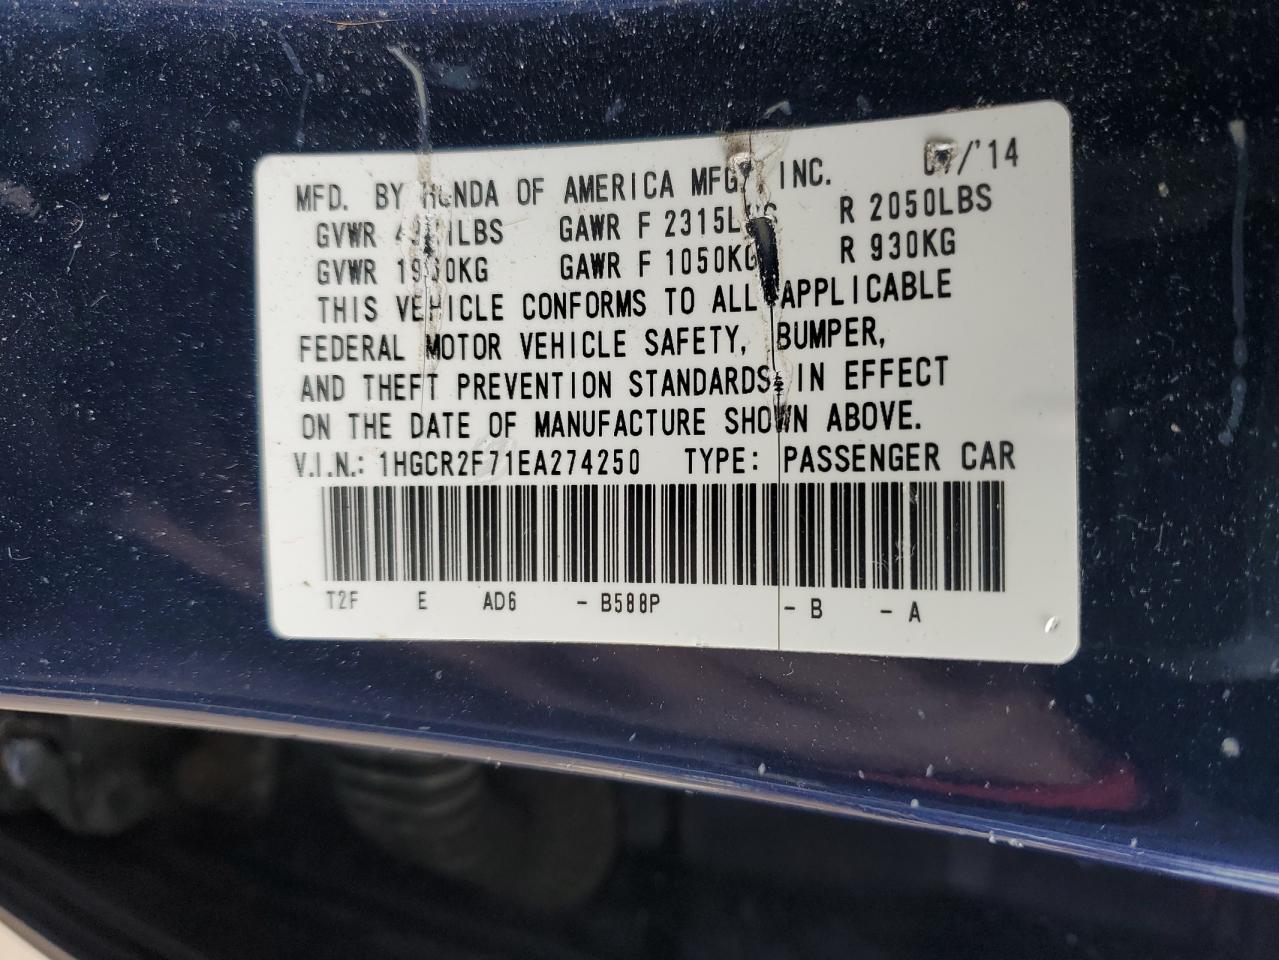 MFD. BY HONDA OF AMERICA MFG., INC.
GVWR LBS GAWR F 2315LBS R 2050LBS
GVWR GAWR F 1050KG R 930KG
THIS VEHICLE CONFORMS TO ALL APPLICABLE
FEDERAL MOTOR VEHICLE SAFETY, BUMPER,
AND THEFT PREVENTION STANDARDS IN EFFECT
ON THE DATE OF MANUFACTURE SHOWN ABOVE.
V.I.N.: 1HGCR2F71EA274250 TYPE: PASSENGER CAR
T2F E AD6 - B588P - B - A